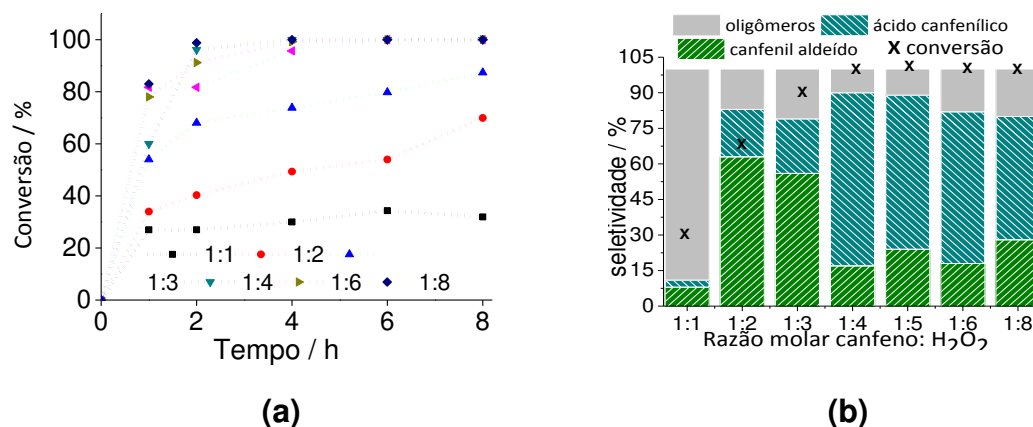 100
80
60
40
20
0
Conversão / %
1:1 1:2
1:3 1:4 1:6 1:8
0 2 4 6 8
Tempo / h
(a)
oligômeros ácido canfenílico
canfenil aldeído x conversão
105
90
75
60
45
30
15
0
seletividade / %
x x x x x x x
1:1 1:2 1:3 1:4 1:5 1:6 1:8
Razão molar canfeno: H₂O₂
(b)